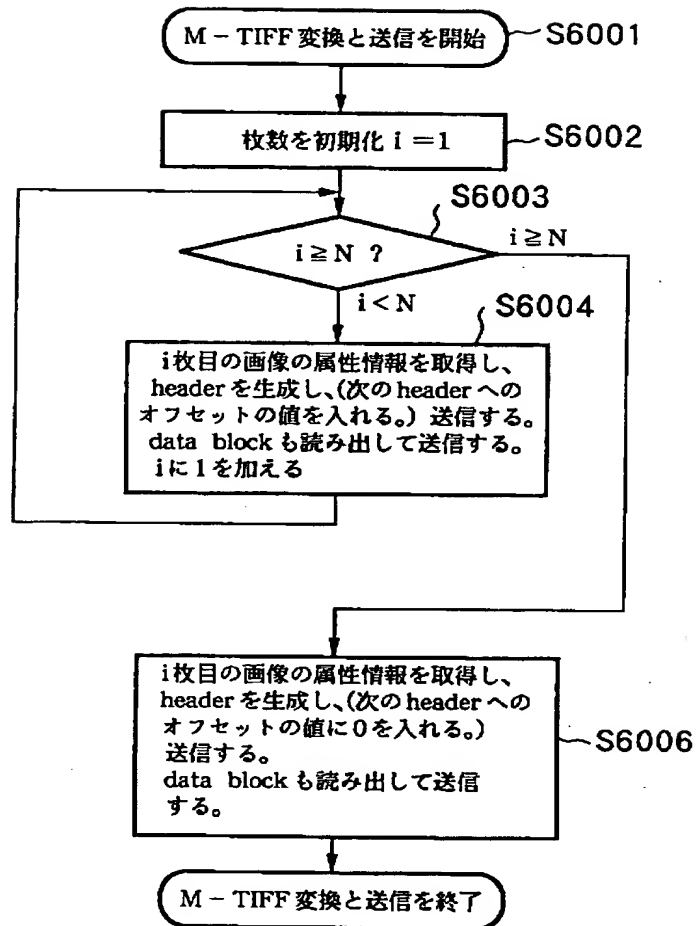 M－TIFF 変換と送信を開始
S6001
枚数を初期化 i＝1
S6002
S6003
i≧N ？
i≧N
i＜N
S6004
i枚目の画像の属性情報を取得し、
headerを生成し、（次のheaderへの
オフセットの値を入れる。）送信する。
data blockも読み出して送信する。
iに1を加える
i枚目の画像の属性情報を取得し、
headerを生成し、（次のheaderへの
オフセットの値に0を入れる。）
送信する。
data blockも読み出して送信
する。
S6006
M－TIFF 変換と送信を終了